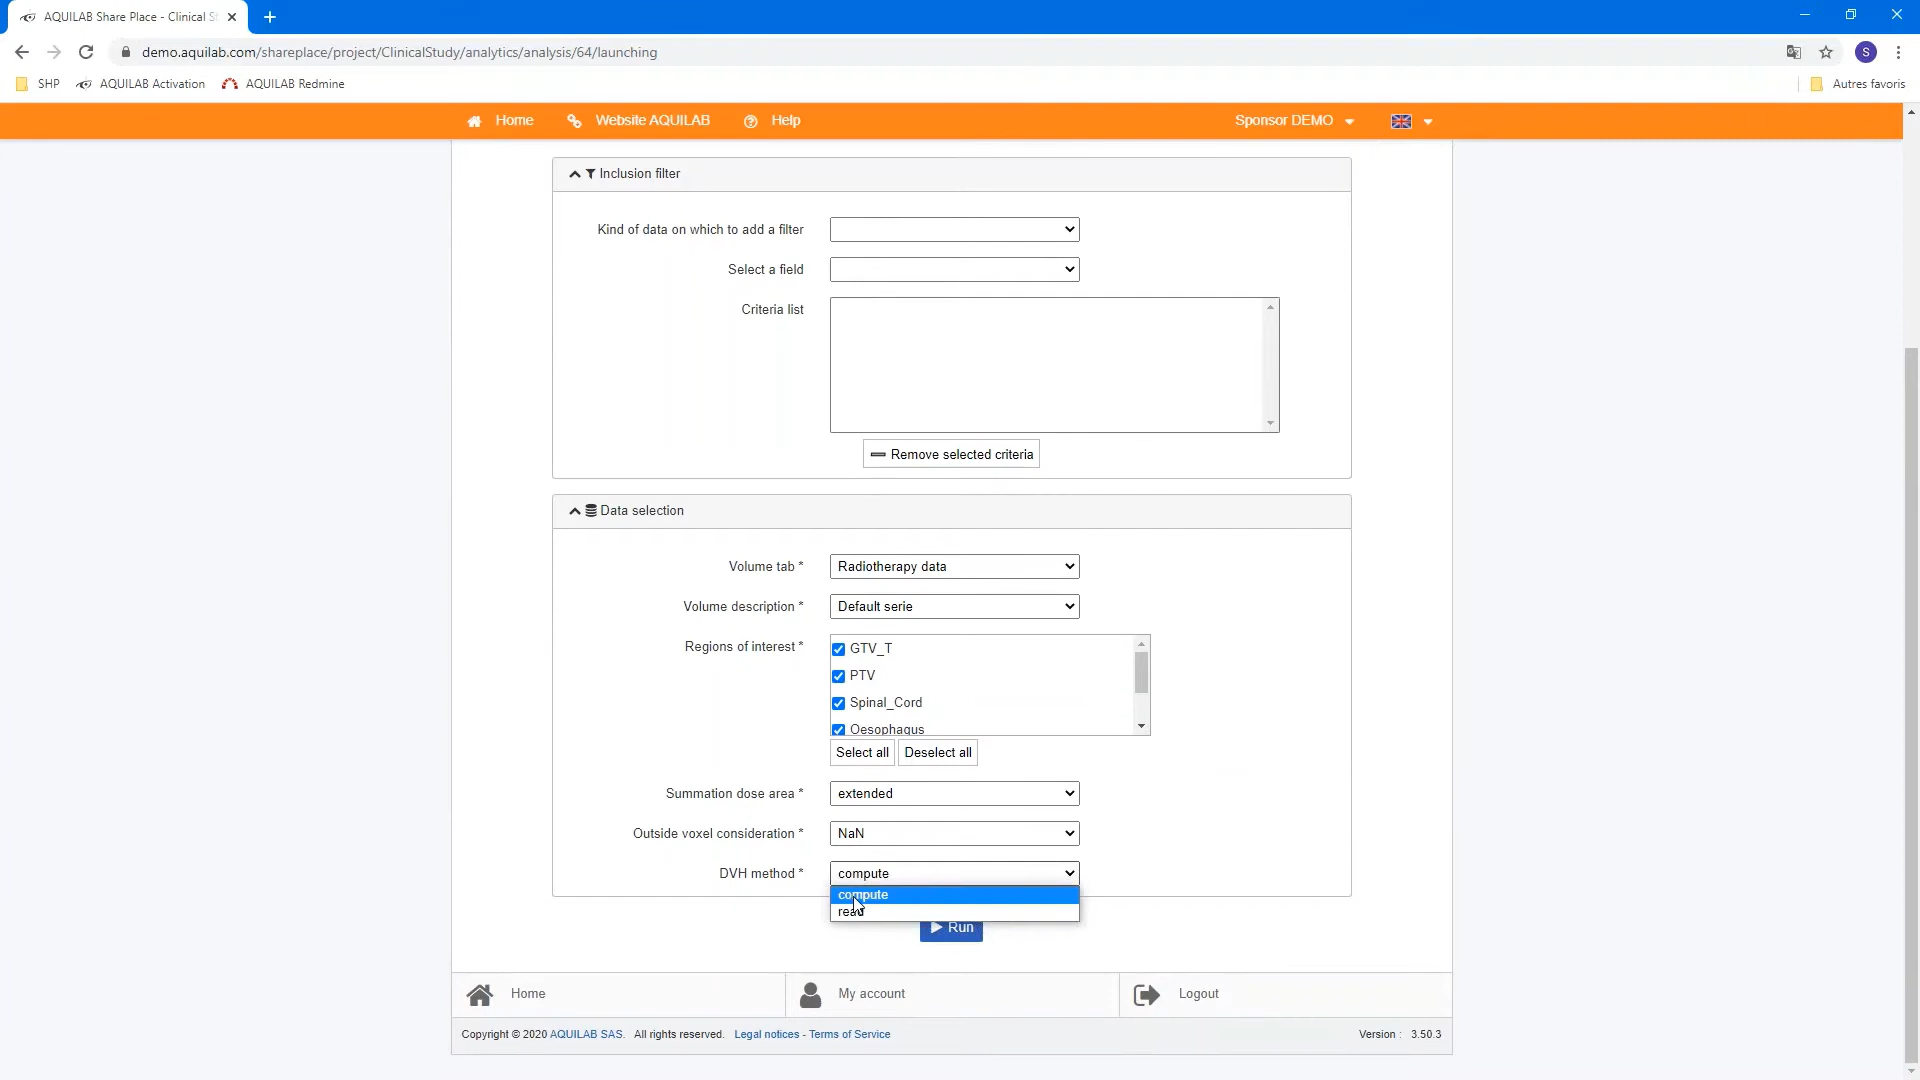 AQUILAB Share Place - Clinical St
demo.aquilab.com/shareplace/project/ClinicalStudy/analytics/analysis/64/launching
S
SHP
AQUILAB Activation
AQUILAB Redmine
Autres favoris
Home
Website AQUILAB
Help
Sponsor DEMO
Inclusion filter
Kind of data on which to add a filter
Select a field
Criteria list
Remove selected criteria
Data selection
Volume tab * Radiotherapy data
Volume description * Default serie
Regions of interest * GTV_T
PTV
Spinal_Cord
Oesophagus
Select all Deselect all
Summation dose area * extended
Outside voxel consideration * NaN
DVH method * compute
compute
read
Run
Home
My account
Logout
Copyright © 2020 AQUILAB SAS. All rights reserved. Legal notices - Terms of Service
Version : 3.50.3